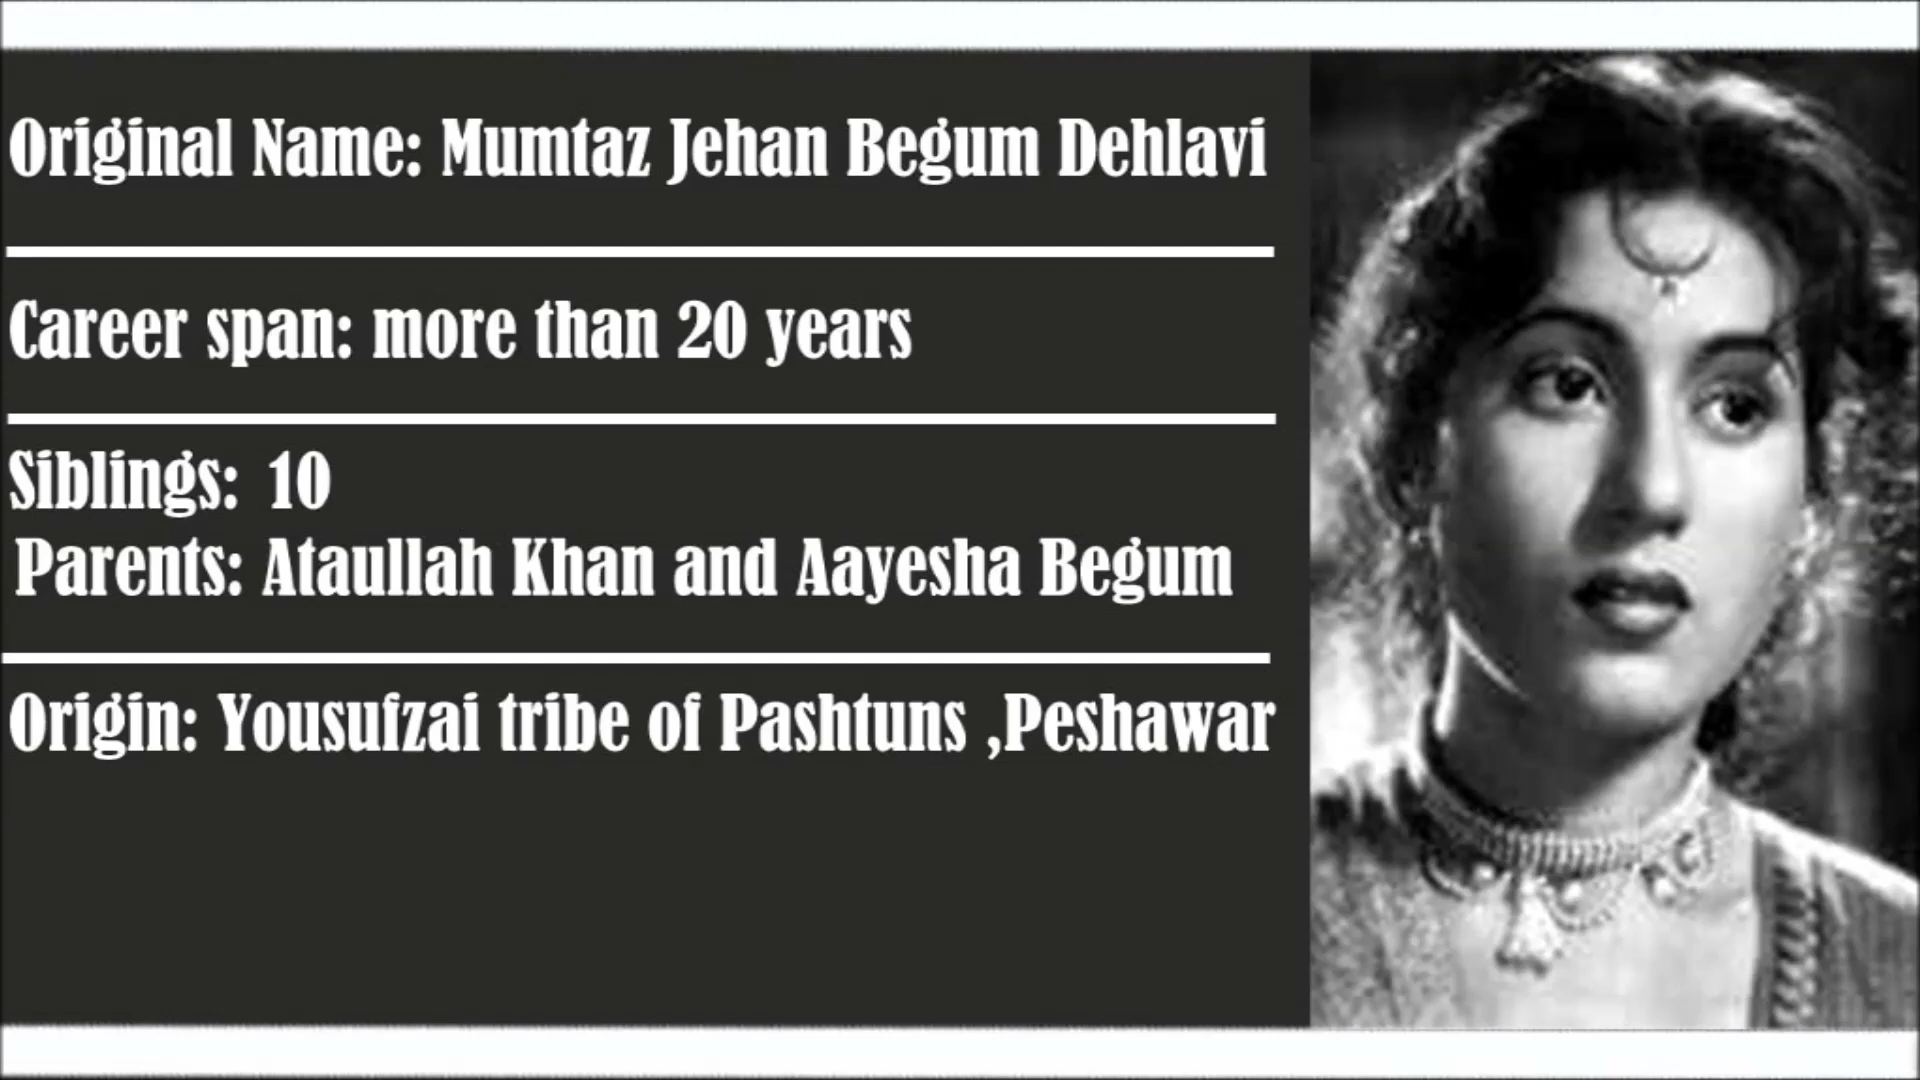 Original Name: Mumtaz Jehan Begum Dehlavi
Career span: more than 20 years
Siblings: 10
Parents: Ataullah Khan and Aayesha Begum
Origin: Yousufzai tribe of Pashtuns ,Peshawar